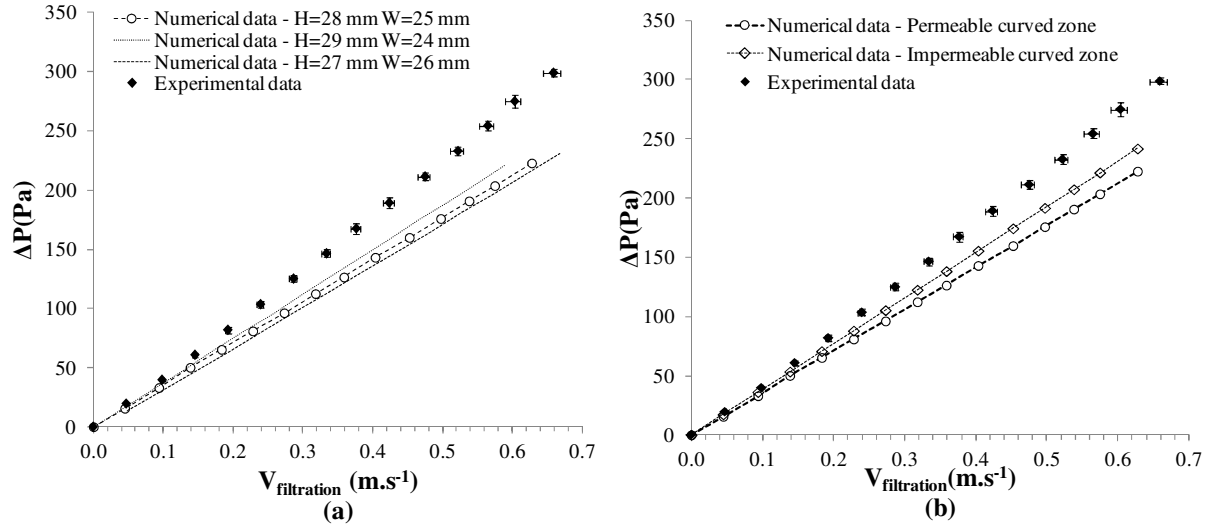 350
300
250
200
150
100
50
0
ΔP(Pa)
Numerical data - H=28 mm W=25 mm
Numerical data - H=29 mm W=24 mm
Numerical data - H=27 mm W=26 mm
Experimental data
0.0 0.1 0.2 0.3 0.4 0.5 0.6 0.7
Vfiltration (m.s-1)
(a)
350
300
250
200
150
100
50
0
ΔP(Pa)
Numerical data - Permeable curved zone
Numerical data - Impermeable curved zone
Experimental data
0.0 0.1 0.2 0.3 0.4 0.5 0.6 0.7
Vfiltration (m.s-1)
(b)